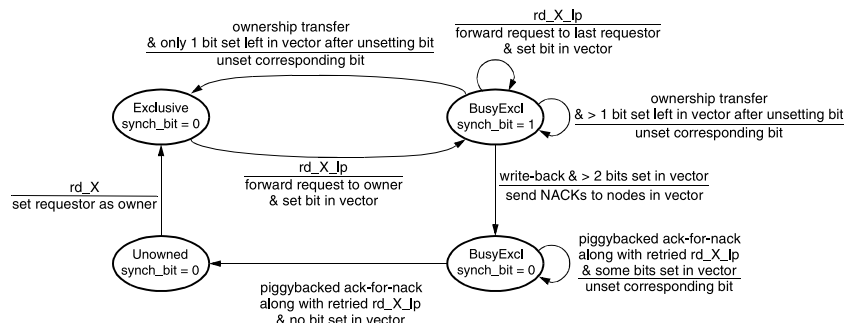 ownership transfer
& only 1 bit set left in vector after unsetting bit
unset corresponding bit
rd_X_lp
forward request to last requestor
& set bit in vector
Exclusive
synch_bit = 0
BusyExcl
synch_bit = 1
ownership transfer
& > 1 bit set left in vector after unsetting bit
unset corresponding bit
rd_X_lp
forward request to owner
& set bit in vector
rd_X
set requestor as owner
write-back & > 2 bits set in vector
send NACKs to nodes in vector
Unowned
synch_bit = 0
BusyExcl
synch_bit = 0
piggybacked ack-for-nack
along with retried rd_X_lp
& some bits set in vector
unset corresponding bit
piggybacked ack-for-nack
along with retried rd_X_lp
& no bit set in vector